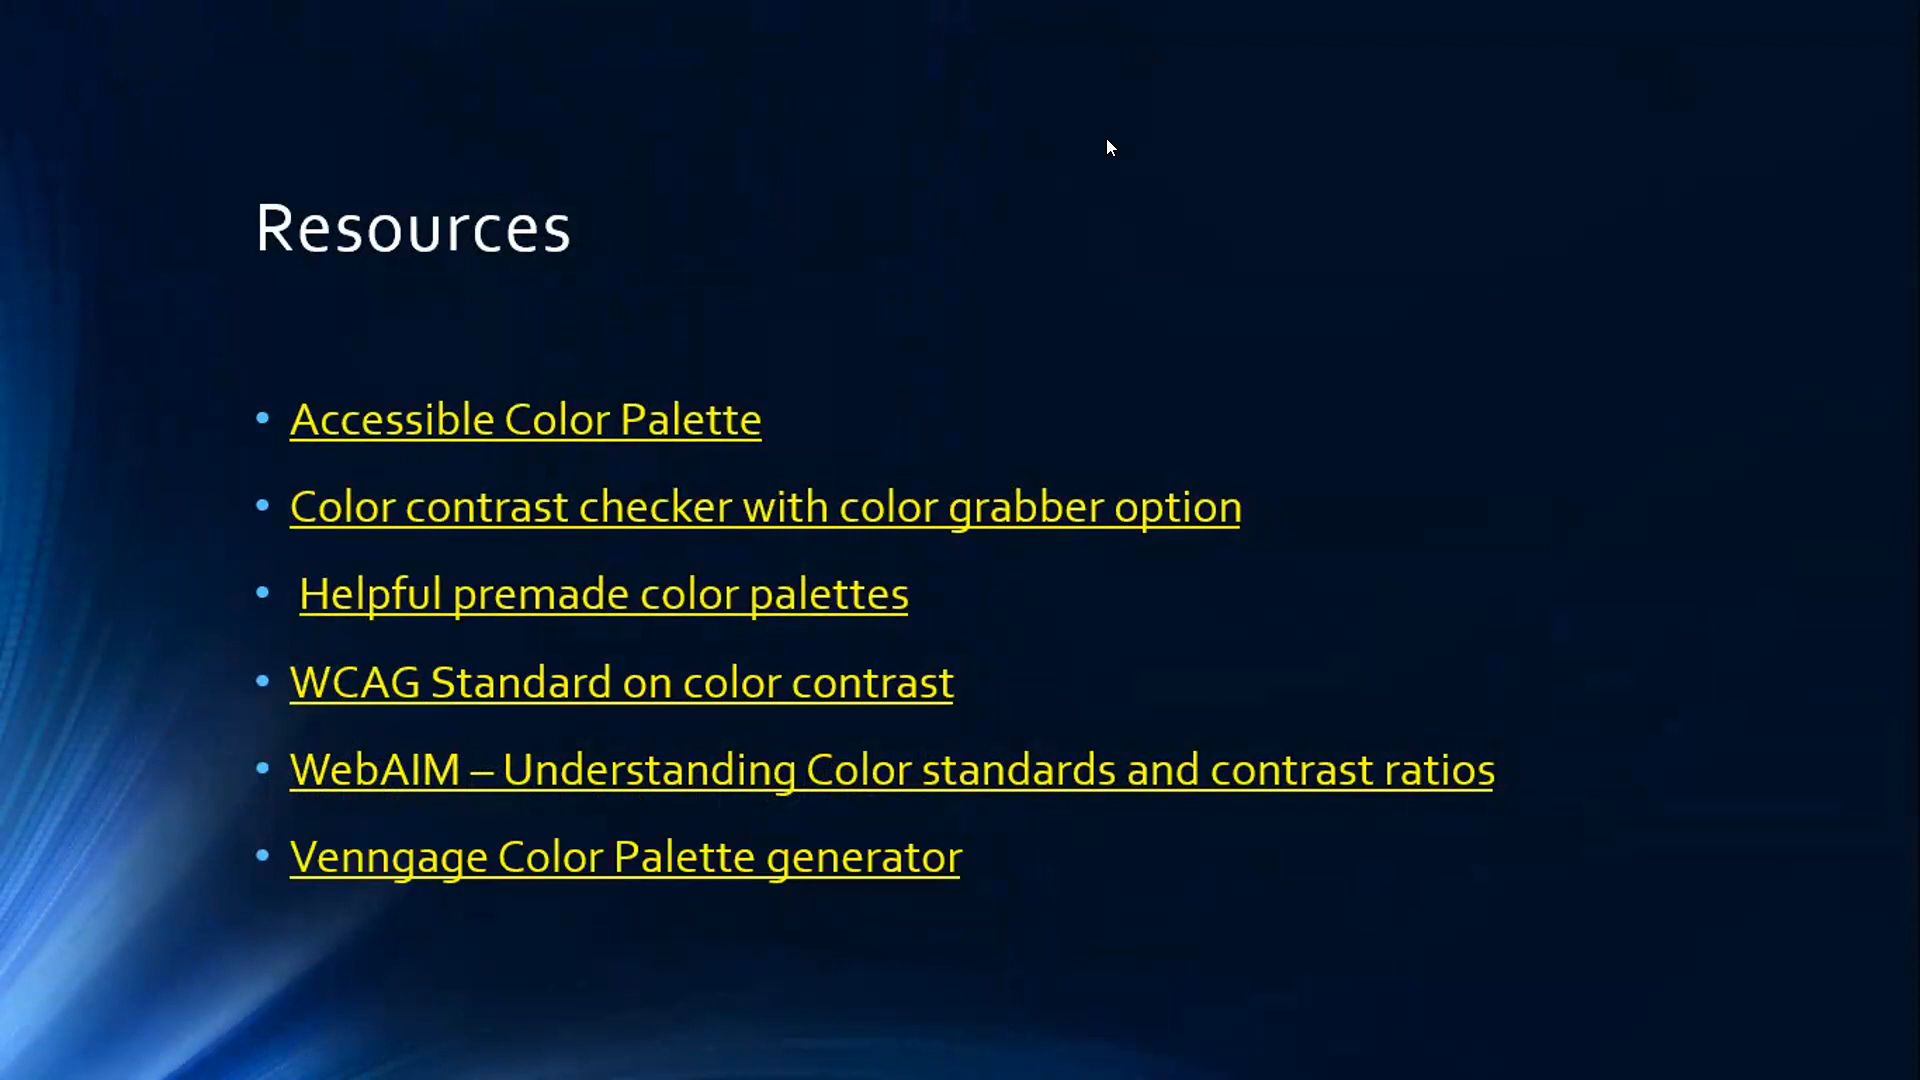 Resources
• Accessible Color Palette
• Color contrast checker with color grabber option
• Helpful premade color palettes
• WCAG Standard on color contrast
• WebAIM – Understanding Color standards and contrast ratios
• Venngage Color Palette generator